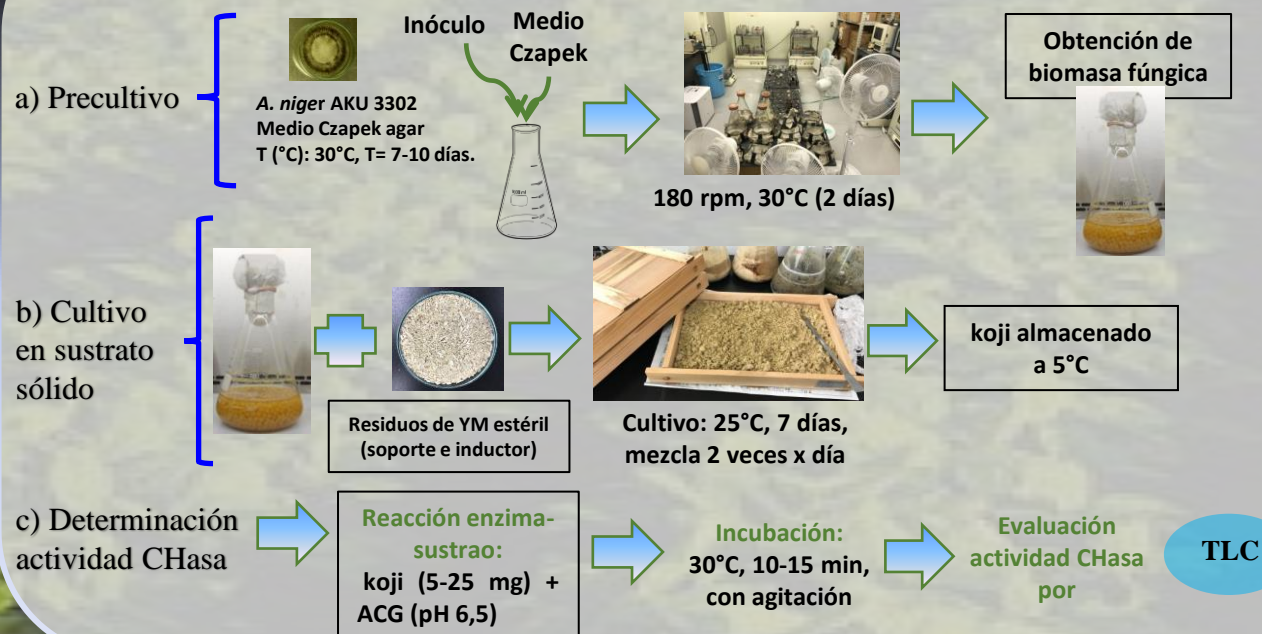 a) Precultivo
A. niger AKU 3302
Medio Czapek agar
T (°C): 30°C, T= 7-10 días.
Inóculo
Medio
Czapek
180 rpm, 30°C (2 días)
Obtención de
biomasa fúngica
b) Cultivo
en sustrato
sólido
Residuos de YM estéril
(soporte e inductor)
Cultivo: 25°C, 7 días,
mezcla 2 veces x día
koji almacenado
a 5°C
c) Determinación
actividad CHasa
Reacción enzima-
sustrao:
koji (5-25 mg) +
ACG (pH 6,5)
Incubación:
30°C, 10-15 min,
con agitación
Evaluación
actividad CHasa
por
TLC